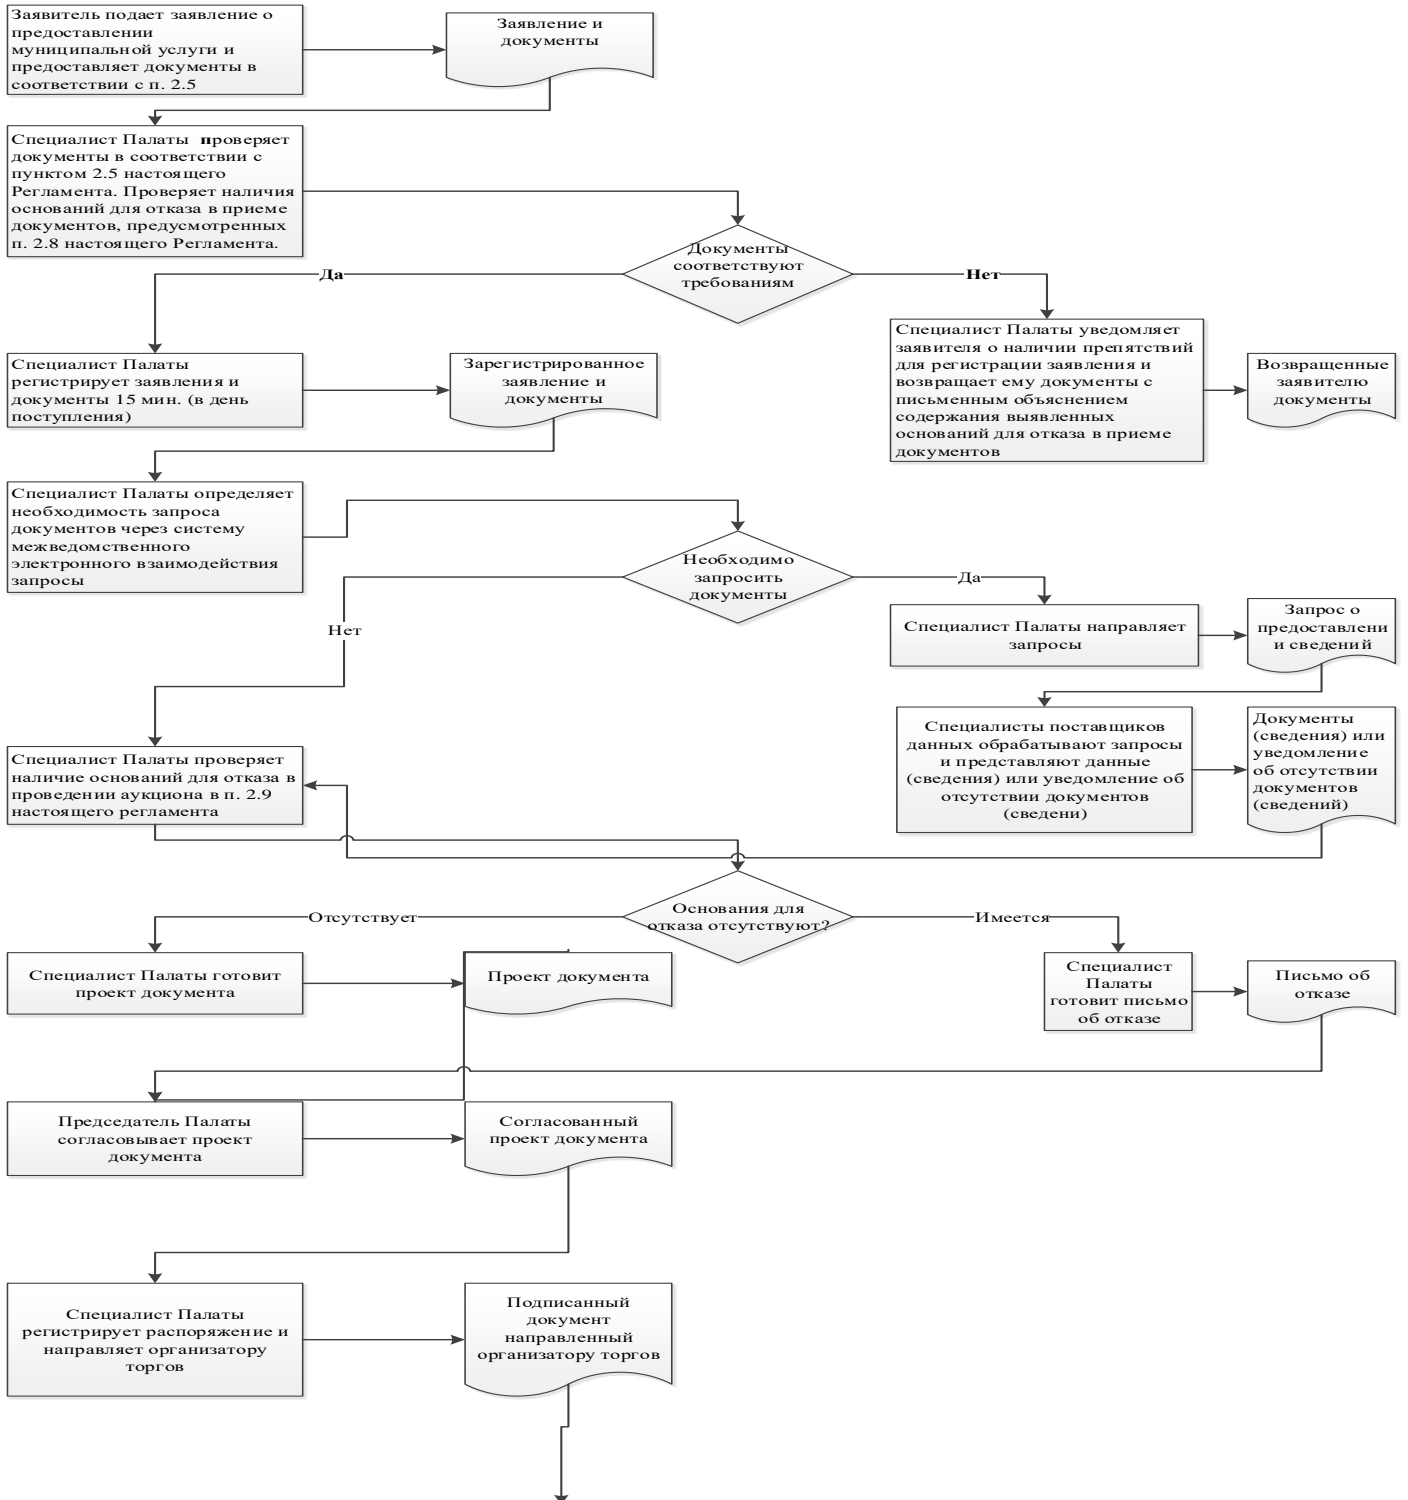 Заявитель подает заявление о
предоставлении
муниципальной услуги и
предоставляет документы в
соответствии с п. 2.5
Заявление и
документы
Специалист Палаты проверяет
документы в соответствии с
пунктом 2.5 настоящего
Регламента. Проверяет наличия
оснований для отказа в приеме
документов, предусмотренных
п. 2.8 настоящего Регламента.
Документы
соответствуют
требованиям
Да
Нет
Специалист Палаты
регистрирует заявления и
документы 15 мин. (в день
поступления)
Зарегистрированное
заявление и
документы
Специалист Палаты уведомляет
заявителя о наличии препятствий
для регистрации заявления и
возвращает ему документы с
письменным объяснением
содержания выявленных
оснований для отказа в приеме
документов
Возвращенные
заявителю
документы
Специалист Палаты определяет
необходимость запроса
документов через систему
межведомственного
электронного взаимодействия
запросы
Необходимо
запросить
документы
Да
Нет
Специалист Палаты направляет
запросы
Запрос о
предоставлени
и сведений
Специалисты поставщиков
данных обрабатывают запросы
и представляют данные
(сведения) или уведомление об
отсутствии документов
(сведени)
Документы
(сведения) или
уведомление
об отсутствии
документов
(сведений)
Специалист Палаты проверяет
наличие оснований для отказа в
проведении аукциона в п. 2.9
настоящего регламента
Основания для
отказа отсутствуют?
Отсутствует
Имеется
Специалист Палаты готовит
проект документа
Проект документа
Специалист
Палаты
готовит письмо
об отказе
Письмо об
отказе
Председатель Палаты
согласовывает проект
документа
Согласованный
проект документа
Специалист Палаты
регистрирует распоряжение и
направляет организатору
торгов
Подписанный
документ
направленный
организатору торгов